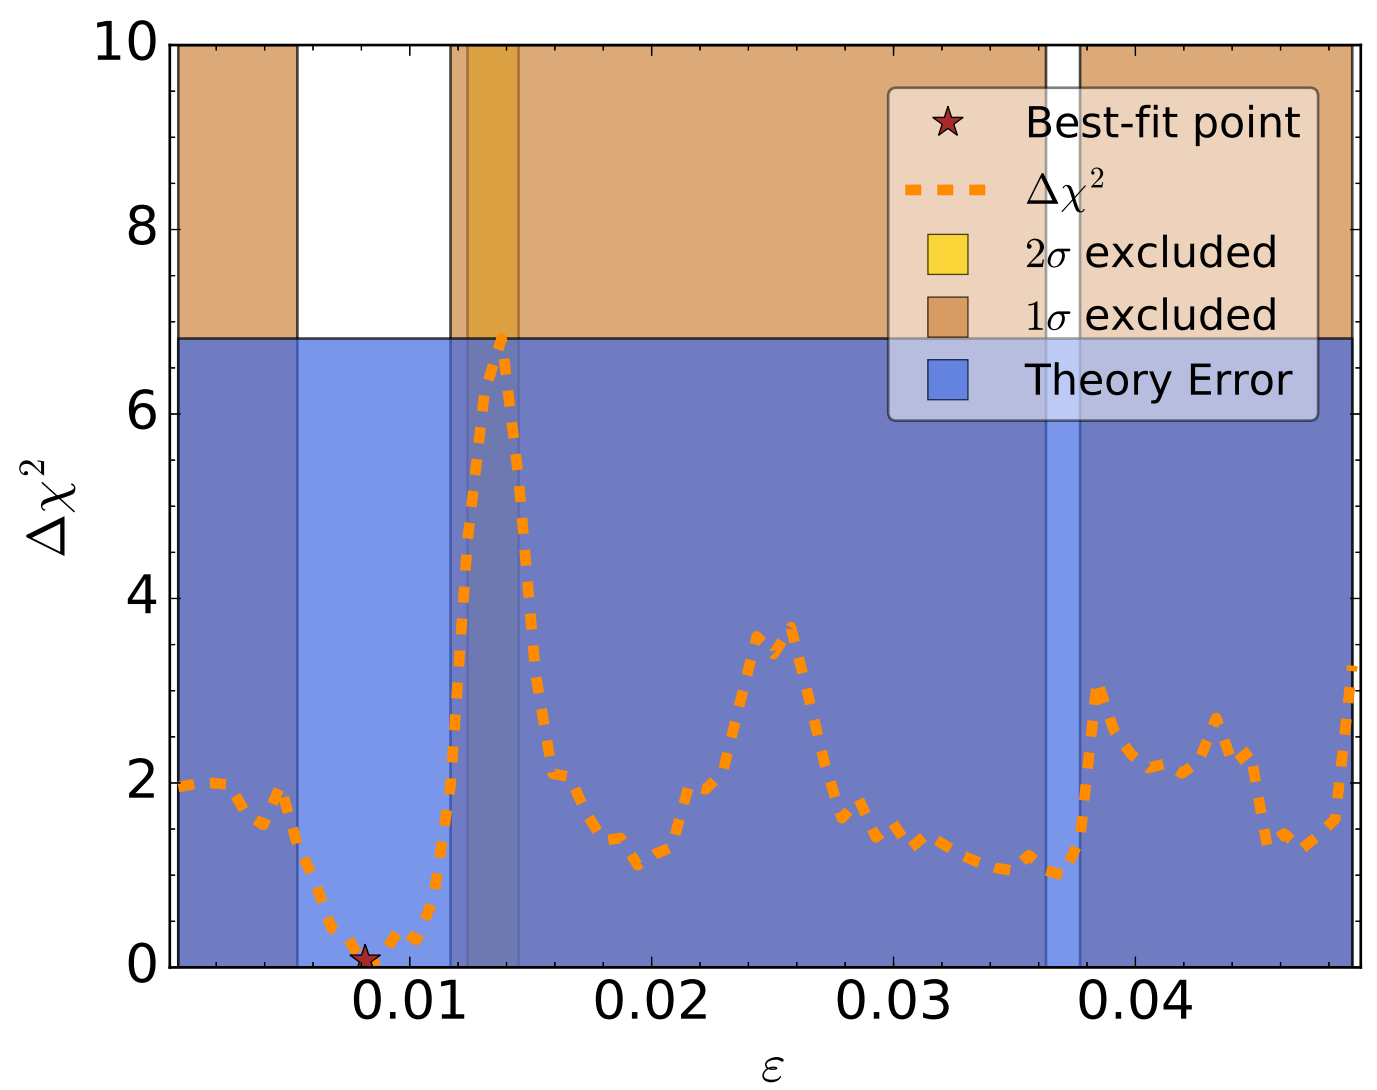 10
8
6
4
2
0
Δχ²
Best-fit point
Δχ²
2σ excluded
1σ excluded
Theory Error
0.01 0.02 0.03 0.04
ε